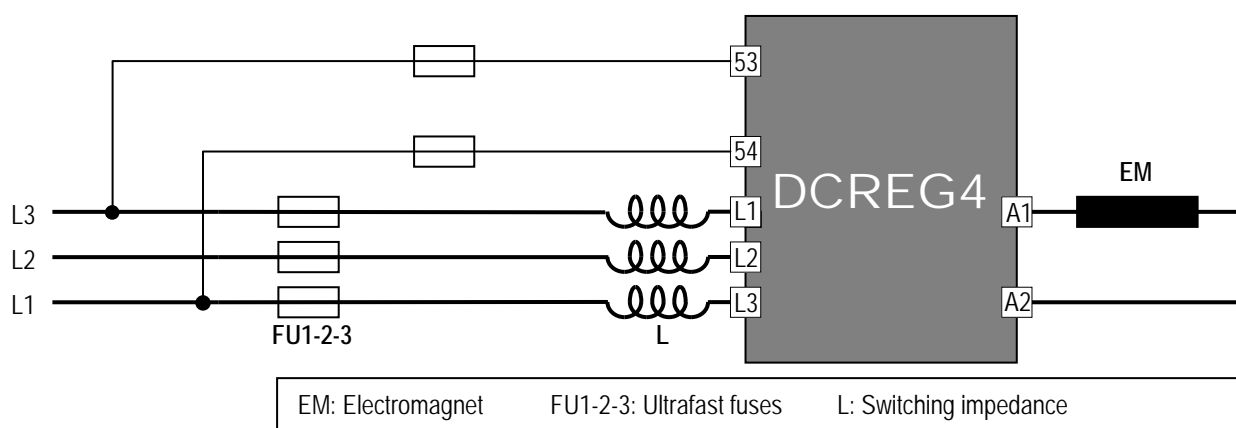 53
54
DCREG4
EM
L3
L1
A1
L2
L2
L1
L3
A2
FU1-2-3
L
EM: Electromagnet FU1-2-3: Ultrafast fuses L: Switching impedance